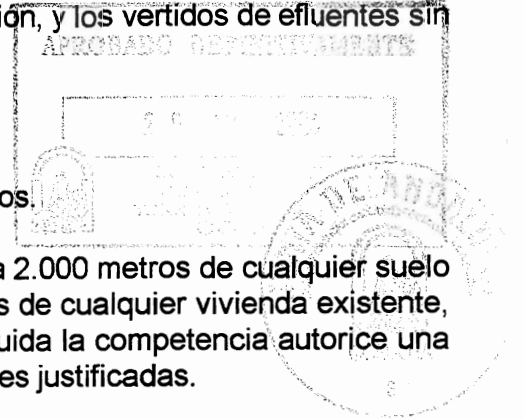 ión, y los vertidos de efluentes sin
APROBADO DEFINITIVAMENTE
os.
a 2.000 metros de cualquier suelo
s de cualquier vivienda existente,
uida la competencia autorice una
es justificadas.